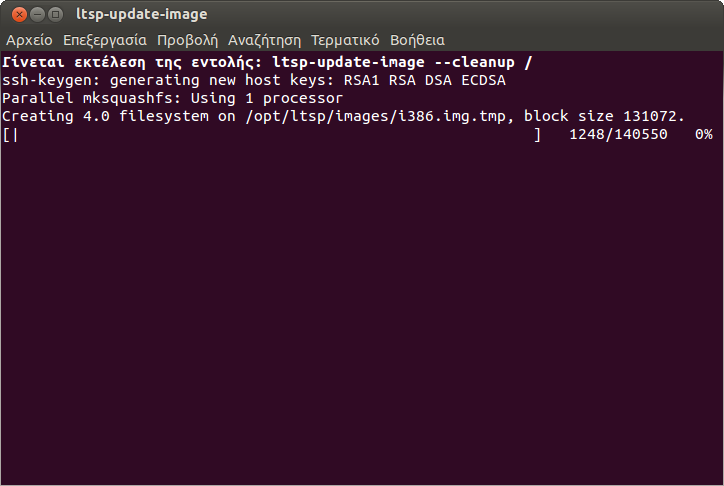 ltsp-update-image
Αρχείο Επεξεργασία Προβολή Αναζήτηση Τερματικό Βοήθεια
Γίνεται εκτέλεση της εντολής: ltsp-update-image --cleanup /
ssh-keygen: generating new host keys: RSA1 RSA DSA ECDSA
Parallel mksquashfs: Using 1 processor
Creating 4.0 filesystem on /opt/ltsp/images/i386.img.tmp, block size 131072.
[| ] 1248/140550 0%